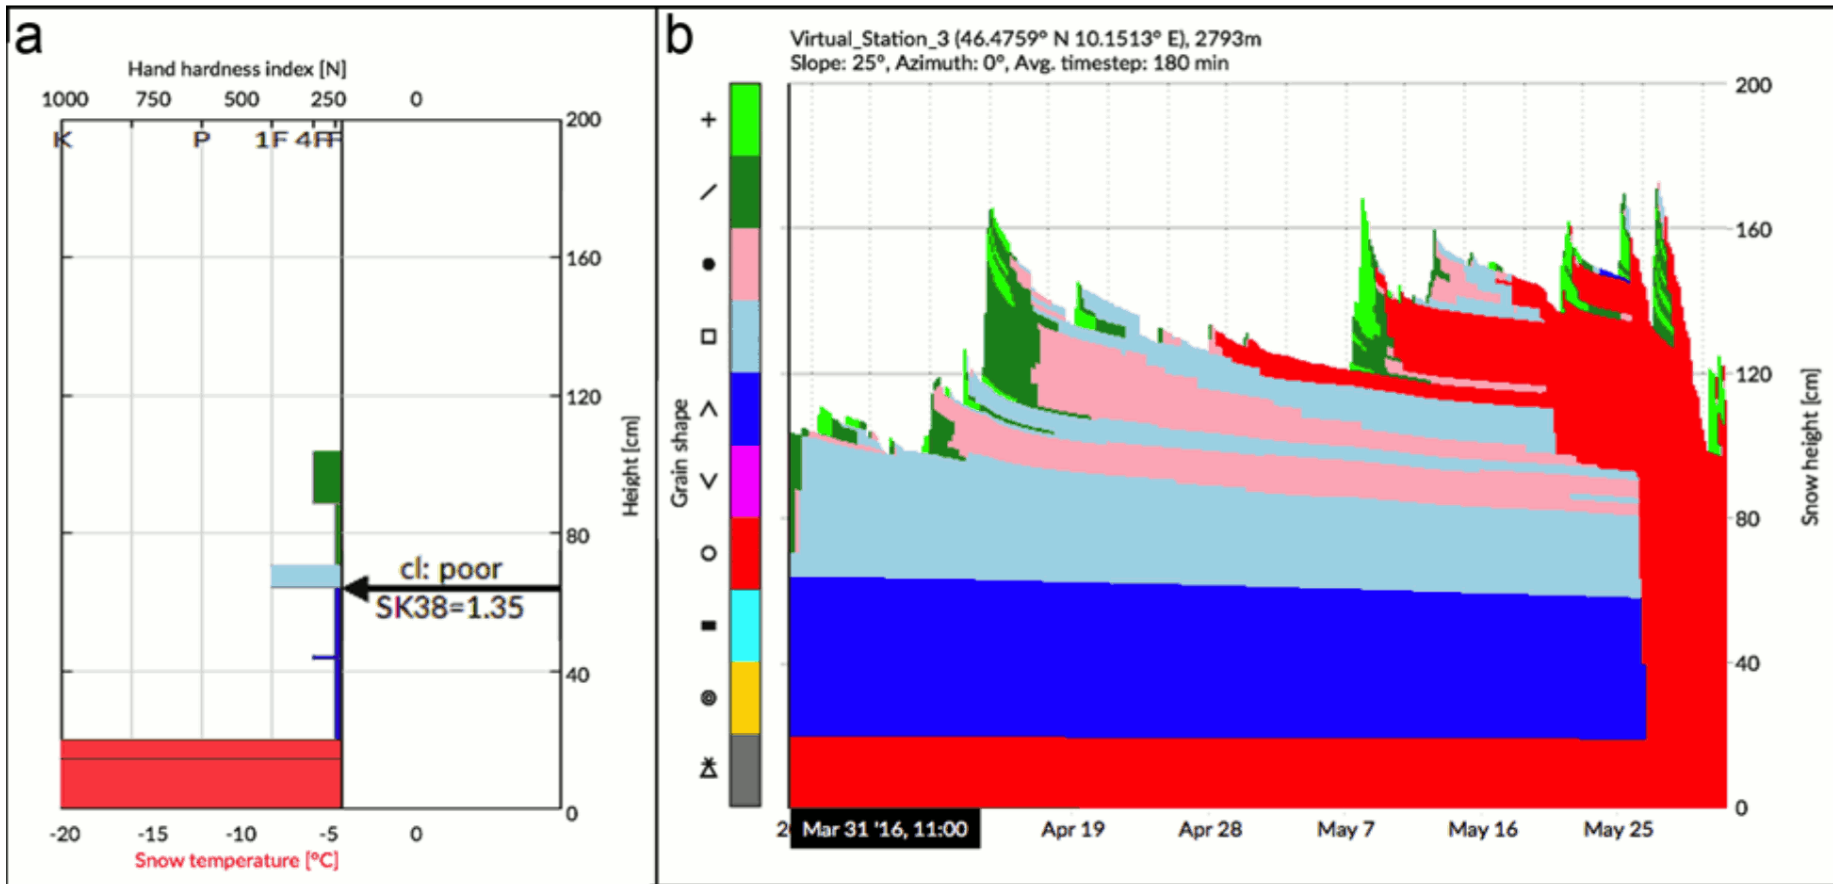 a
Hand hardness index [N]
1000 750 500 250 0
K P 1F 4F F
200
160
120
80
40
0
Height [cm]
cl: poor
SK38=1.35
-20 -15 -10 -5 0
Snow temperature [°C]
b
Virtual_Station_3 (46.4759° N 10.1513° E), 2793m
Slope: 25°, Azimuth: 0°, Avg. timestep: 180 min
Grain shape
200
160
120
80
40
0
Snow height [cm]
Mar 31 '16, 11:00 Apr 19 Apr 28 May 7 May 16 May 25